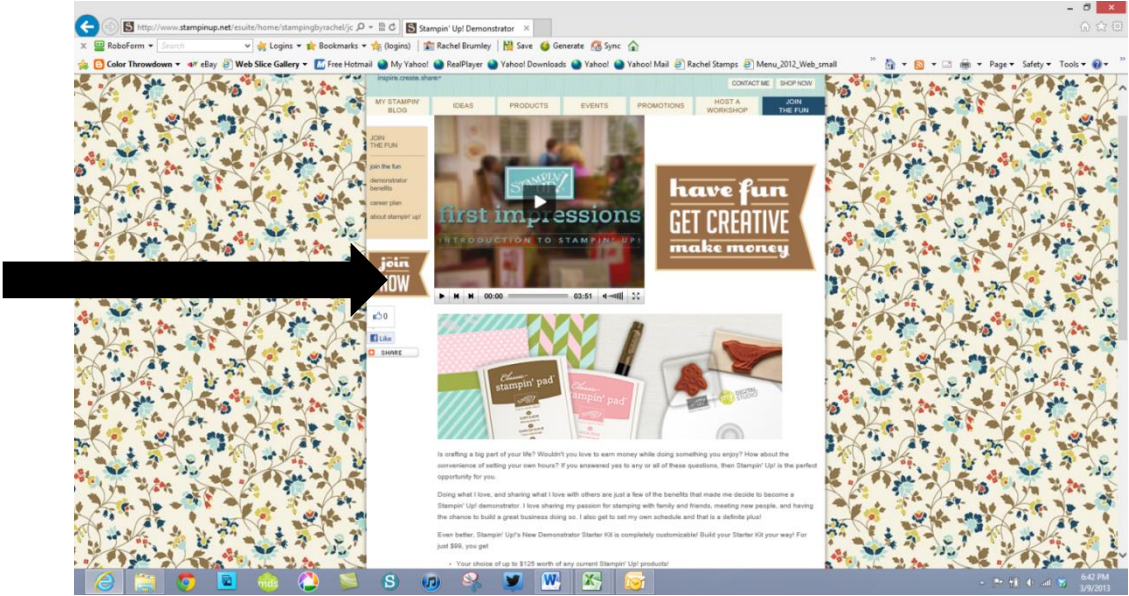 http://www.stampinup.net/esuite/home/stampingbyrachel/jc
Stampin' Up! Demonstrator
RoboForm Search Logins Bookmarks (logins) Rachel Brumley Save Generate Sync
Color Throwdown eBay Web Slice Gallery Free Hotmail My Yahoo! RealPlayer Yahoo! Downloads Yahoo! Yahoo! Mail Rachel Stamps Menu_2012_Web_small Page Safety Tools
inspire.create.share
CONTACT ME SHOP NOW
MY STAMPIN' BLOG
IDEAS
PRODUCTS
EVENTS
PROMOTIONS
HOST A WORKSHOP
JOIN THE FUN
JOIN
THE FUN
join the fun
demonstrator
benefits
career plan
about stampin' up!
join
NOW
0
Like
SHARE
STAMPIN' UP!
first impressions
INTRODUCTION TO STAMPIN' UP!
00:00 03:51
have fun
GET CREATIVE
make money
Classic
stampin' pad
stampin' pad
MY DIGITAL
STUDIO
Is crafting a big part of your life? Wouldn't you love to earn money while doing something you enjoy? How about the
convenience of setting your own hours? If you answered yes to any or all of these questions, then Stampin' Up! is the perfect
opportunity for you.
Doing what I love, and sharing what I love with others are just a few of the benefits that made me decide to become a
Stampin' Up! demonstrator. I love sharing my passion for stamping with family and friends, meeting new people, and having
the chance to build a great business doing so. I also get to set my own schedule and that is a definite plus!
Even better, Stampin' Up!'s New Demonstrator Starter Kit is completely customizable! Build your Starter Kit your way! For
just $99, you get
• Your choice of up to $125 worth of any current Stampin' Up! products!
mds
6:42 PM
3/9/2013